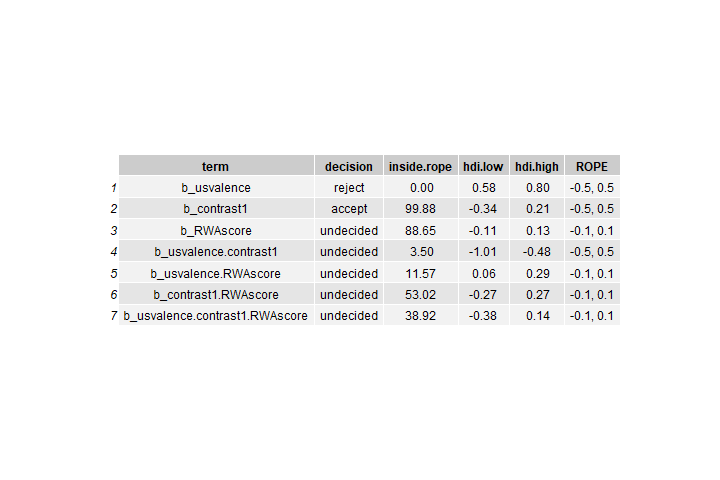 term decision inside.rope hdi.low hdi.high ROPE
1 b_usvalence reject 0.00 0.58 0.80 -0.5, 0.5
2 b_contrast1 accept 99.88 -0.34 0.21 -0.5, 0.5
3 b_RWAscore undecided 88.65 -0.11 0.13 -0.1, 0.1
4 b_usvalence.contrast1 undecided 3.50 -1.01 -0.48 -0.5, 0.5
5 b_usvalence.RWAscore undecided 11.57 0.06 0.29 -0.1, 0.1
6 b_contrast1.RWAscore undecided 53.02 -0.27 0.27 -0.1, 0.1
7 b_usvalence.contrast1.RWAscore undecided 38.92 -0.38 0.14 -0.1, 0.1